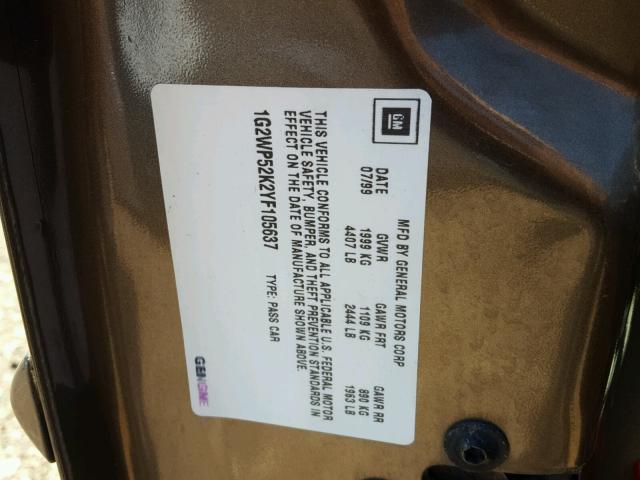 GM
MFD BY GENERAL MOTORS CORP
DATE GVWR GAWR FRT GAWR RR
07/99 1999 KG 1109 KG 890 KG
4407 LB 2444 LB 1963 LB
THIS VEHICLE CONFORMS TO ALL APPLICABLE U.S. FEDERAL MOTOR
VEHICLE SAFETY, BUMPER, AND THEFT PREVENTION STANDARDS IN
EFFECT ON THE DATE OF MANUFACTURE SHOWN ABOVE.
1G2WP52K2YF105637 TYPE: PASS CAR